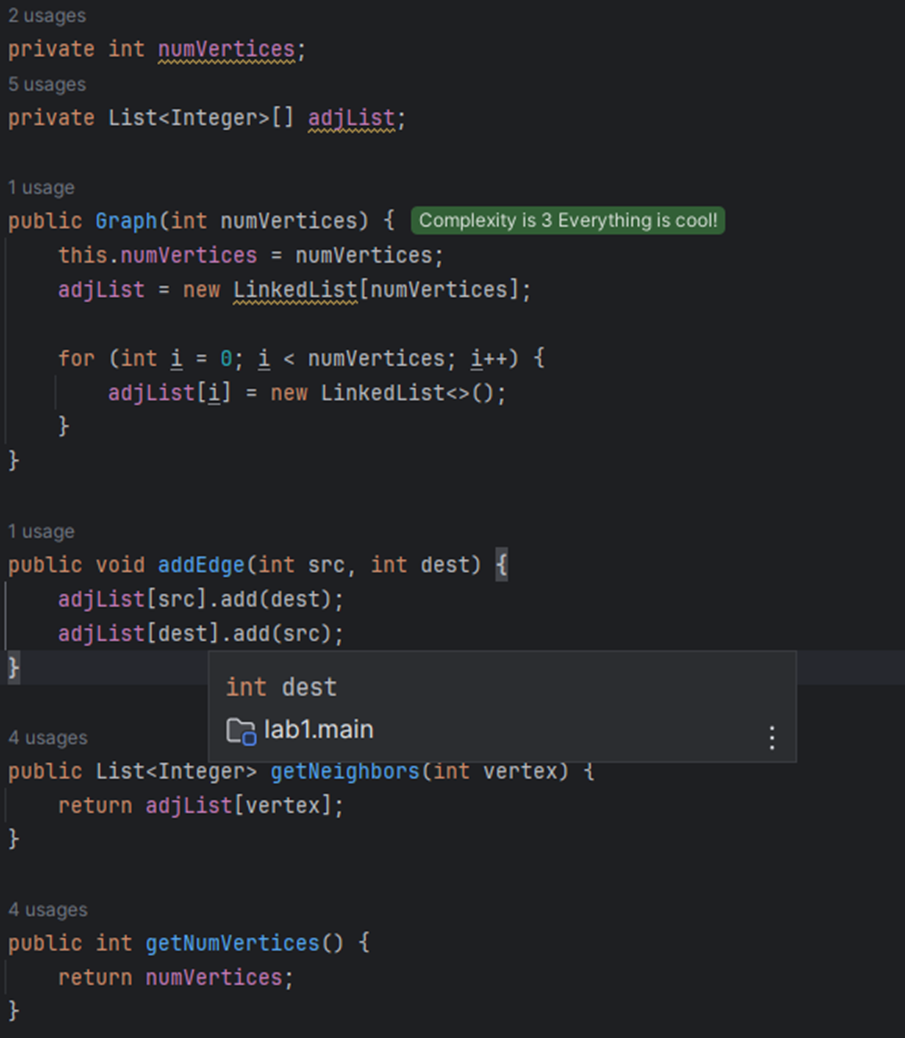 2 usages
private int numVertices;
5 usages
private List<Integer>[] adjList;
1 usage
public Graph(int numVertices) { Complexity is 3 Everything is cool!
this.numVertices = numVertices;
adjList = new LinkedList[numVertices];
for (int i = 0; i < numVertices; i++) {
adjList[i] = new LinkedList<>();
}
}
1 usage
public void addEdge(int src, int dest) {
adjList[src].add(dest);
adjList[dest].add(src);
}
int dest
lab1.main
4 usages
public List<Integer> getNeighbors(int vertex) {
return adjList[vertex];
}
4 usages
public int getNumVertices() {
return numVertices;
}